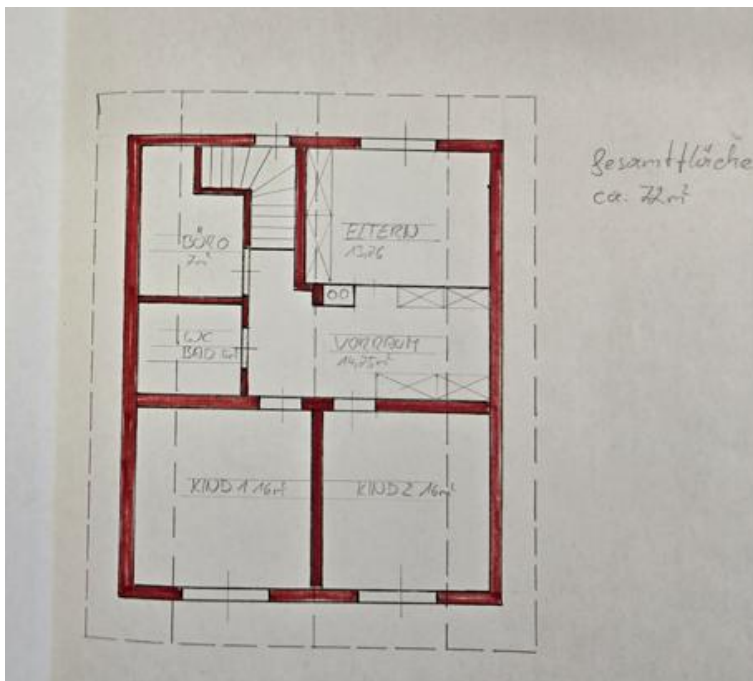 Gesamtfläche
ca. 72m²
ELTERN
13,76
BÜRO
7m²
VORRAUM
14,75m²
WC
BAD
KIND 1 16m²
KIND 2 16m²